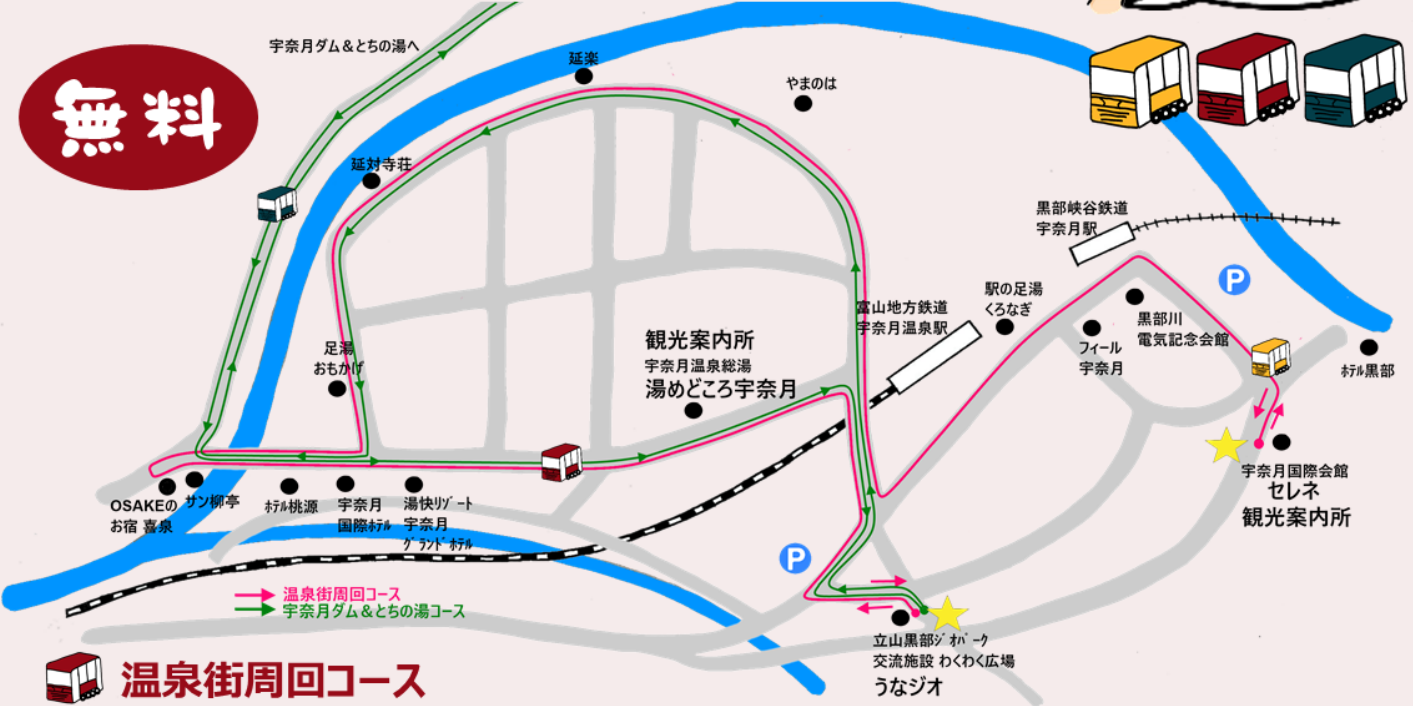 宇奈月ダム&とちの湯へ
無料
延楽
やまのは
延対寺荘
黒部峡谷鉄道
宇奈月駅
P
駅の足湯
くろなぎ
富山地方鉄道
宇奈月温泉駅
黒部川
電気記念会館
フィール
宇奈月
ホテル黒部
足湯
おもかげ
観光案内所
宇奈月温泉総湯
湯めどころ宇奈月
宇奈月国際会館
セレネ
観光案内所
OSAKEの
お宿 喜泉
サン柳亭
ホテル桃源
宇奈月
国際ホテル
湯快リゾート
宇奈月
グランドホテル
P
温泉街周回コース
宇奈月ダム&とちの湯コース
立山黒部ジオパーク
交流施設 わくわく広場
うなジオ
温泉街周回コース